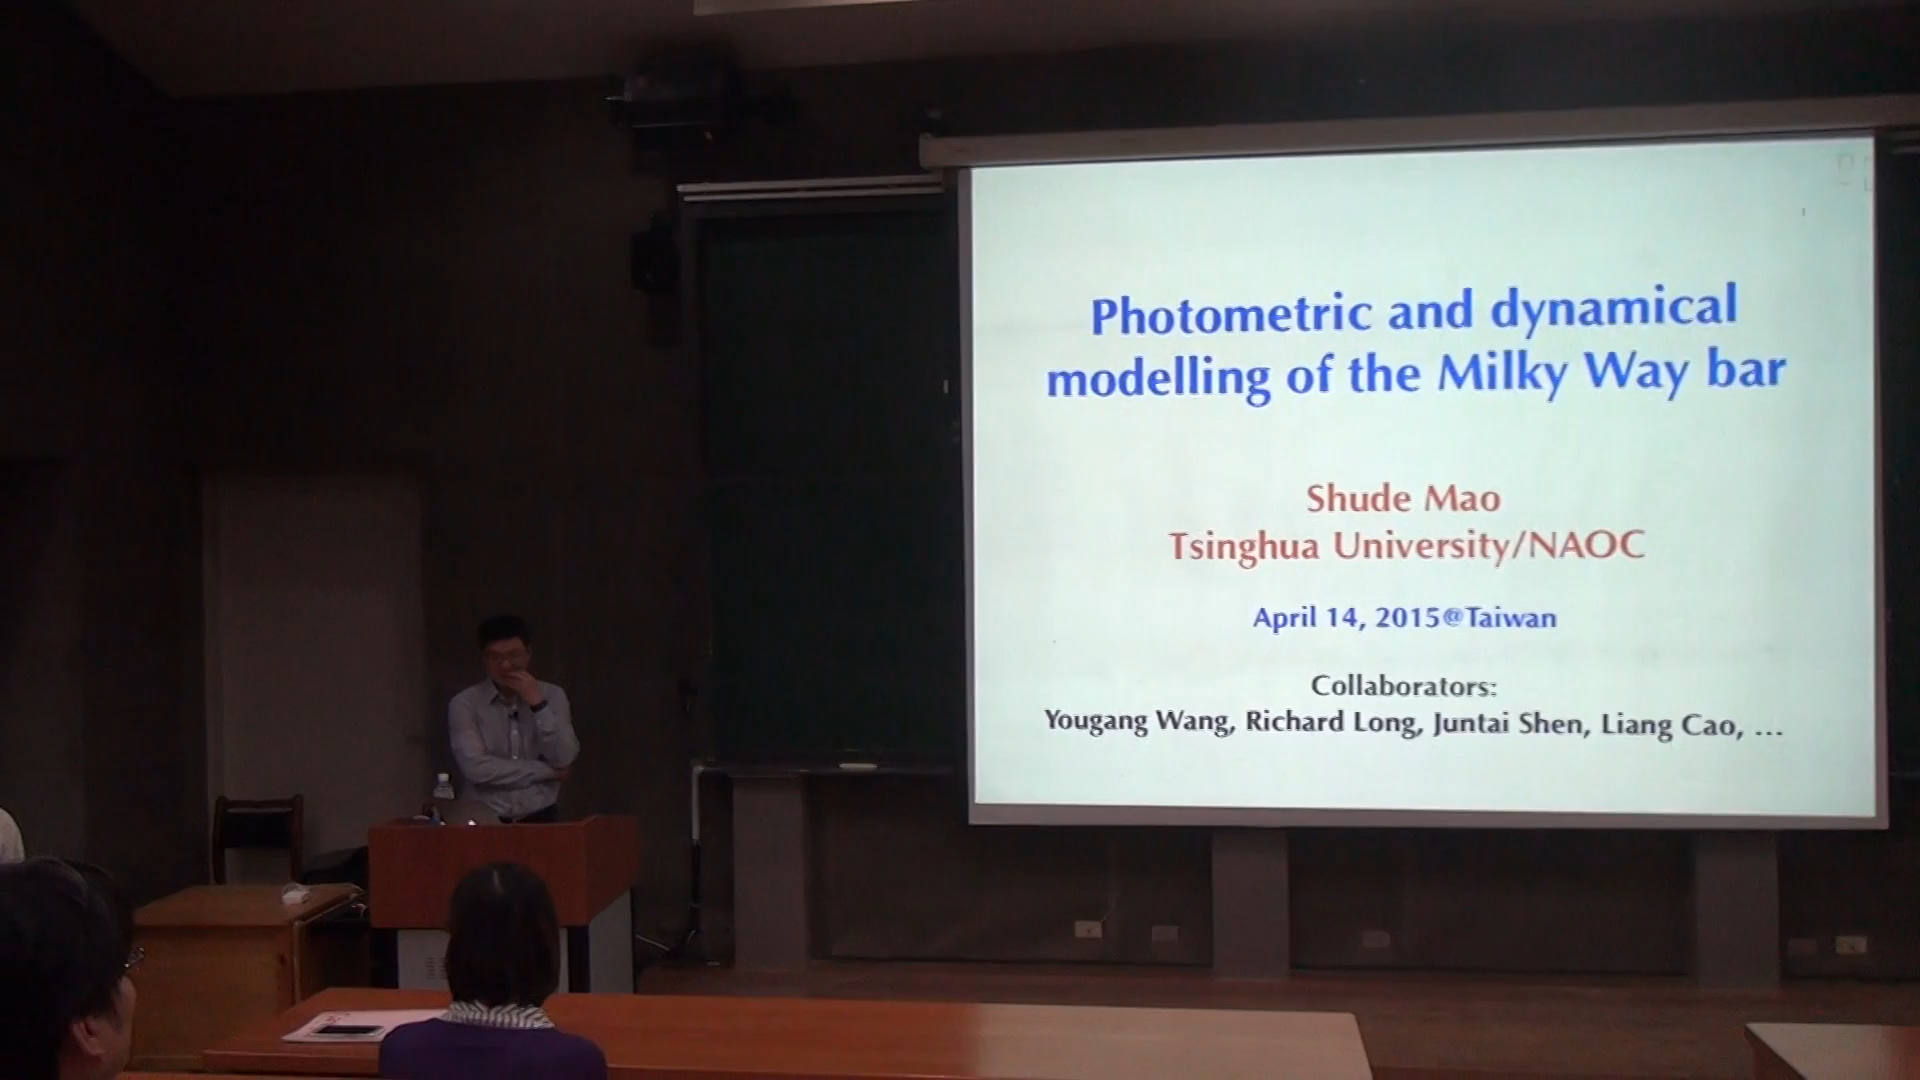 Photometric and dynamical
modelling of the Milky Way bar
Shude Mao
Tsinghua University/NAOC
April 14, 2015@Taiwan
Collaborators:
Yougang Wang, Richard Long, Juntai Shen, Liang Cao, ...